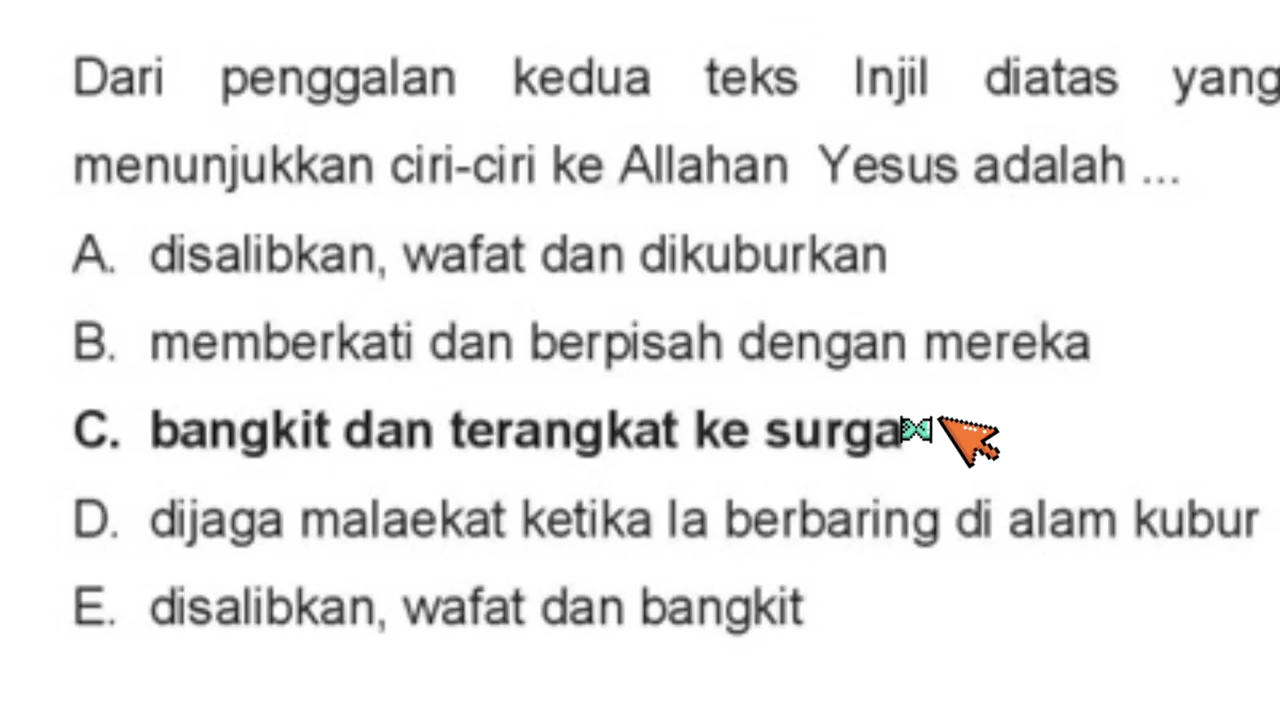 Dari penggalan kedua teks Injil diatas yang
menunjukkan ciri-ciri ke Allahan Yesus adalah ...
A. disalibkan, wafat dan dikuburkan
B. memberkati dan berpisah dengan mereka
C. bangkit dan terangkat ke surga
D. dijaga malaekat ketika Ia berbaring di alam kubur
E. disalibkan, wafat dan bangkit